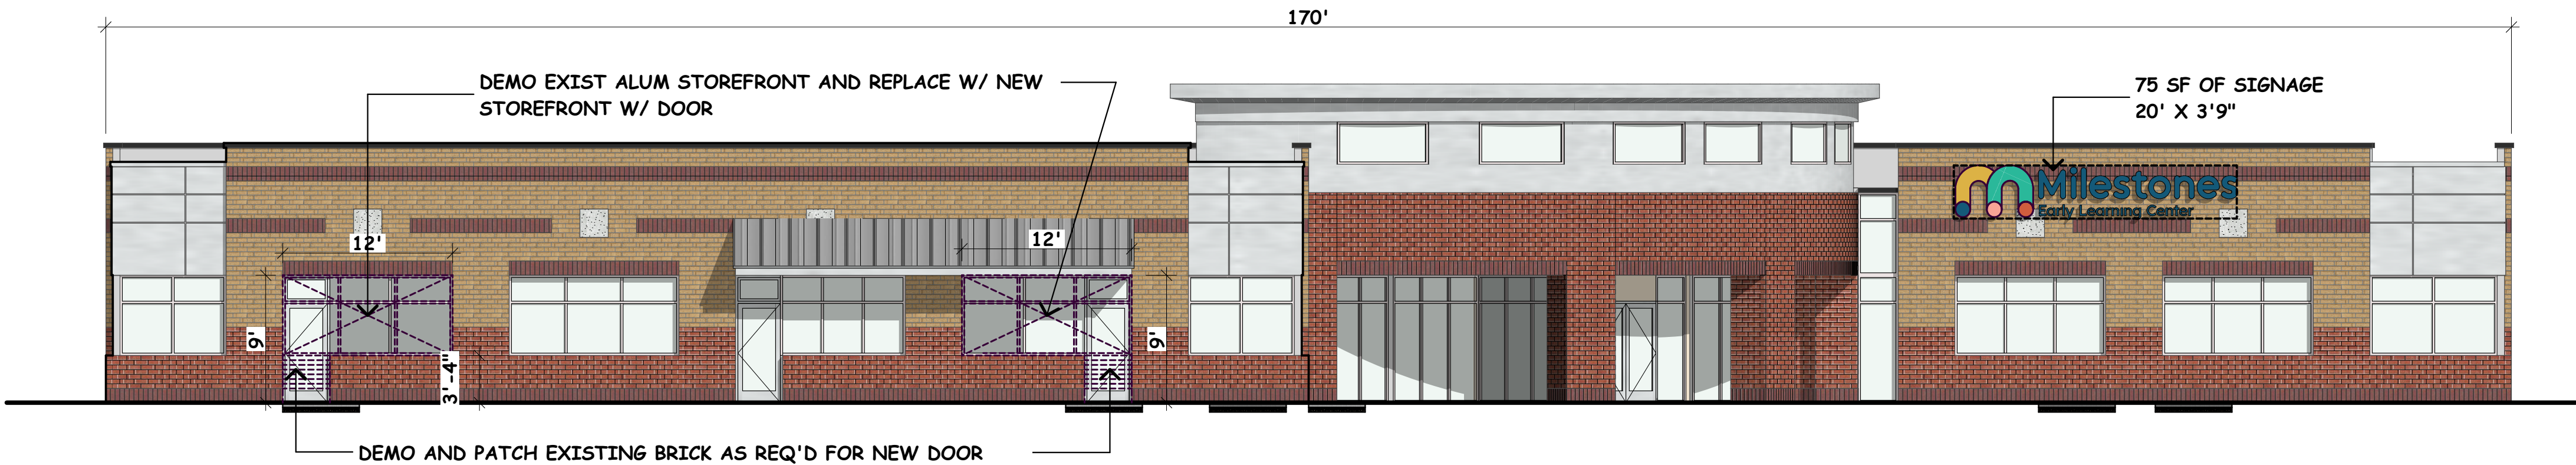 170'
DEMO EXIST ALUM STOREFRONT AND REPLACE W/ NEW
STOREFRONT W/ DOOR
75 SF OF SIGNAGE
20' X 3'9"
Milestones
Early Learning Center
12'
12'
9'
3'-4"
9'
DEMO AND PATCH EXISTING BRICK AS REQ'D FOR NEW DOOR